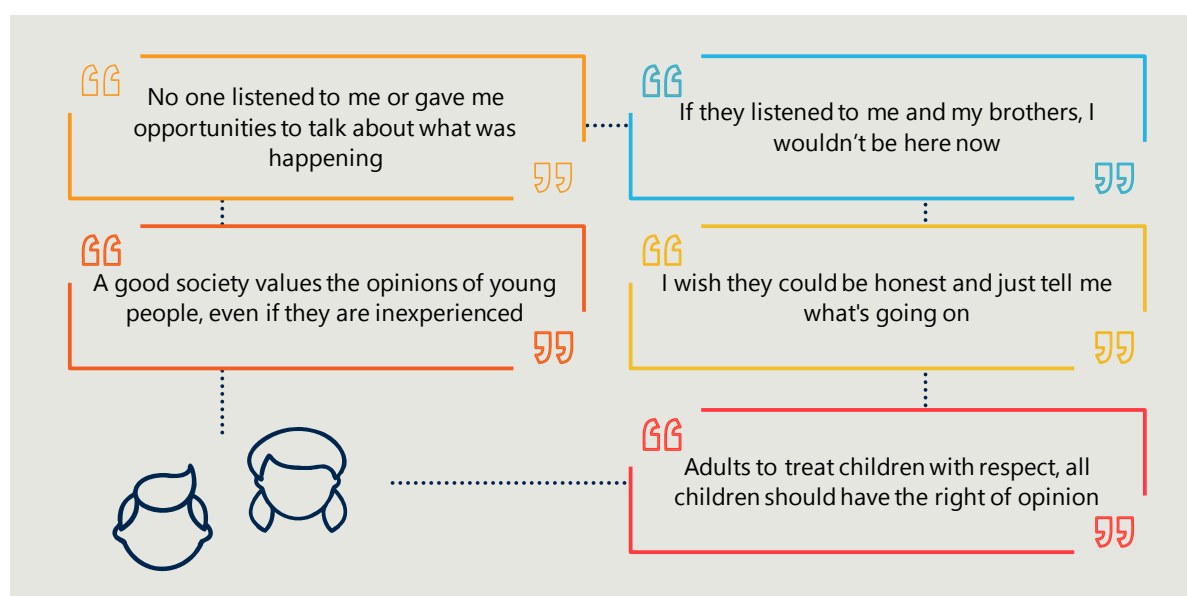 No one listened to me or gave me
opportunities to talk about what was
happening
If they listened to me and my brothers, I
wouldn’t be here now
A good society values the opinions of young
people, even if they are inexperienced
I wish they could be honest and just tell me
what's going on
Adults to treat children with respect, all
children should have the right of opinion